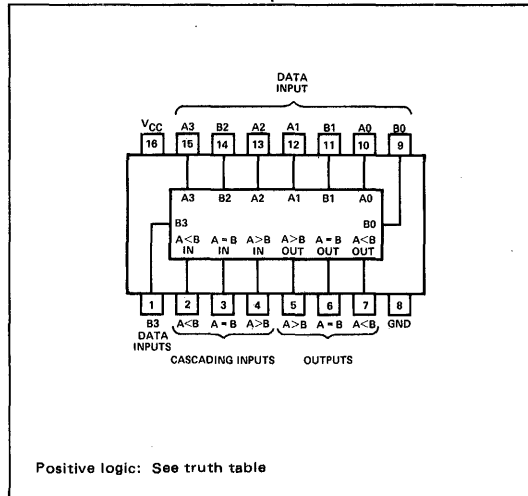 DATA
INPUT
VCC A3 B2 A2 A1 B1 A0 B0
16 15 14 13 12 11 10 9
A3 B2 A2 A1 B1 A0
B3 B0
A<B A=B A>B A>B A=B A<B
IN IN IN OUT OUT OUT
1 2 3 4 5 6 7 8
B3 A<B A=B A>B A>B A=B A<B GND
DATA
INPUTS
CASCADING INPUTS OUTPUTS
Positive logic: See truth table